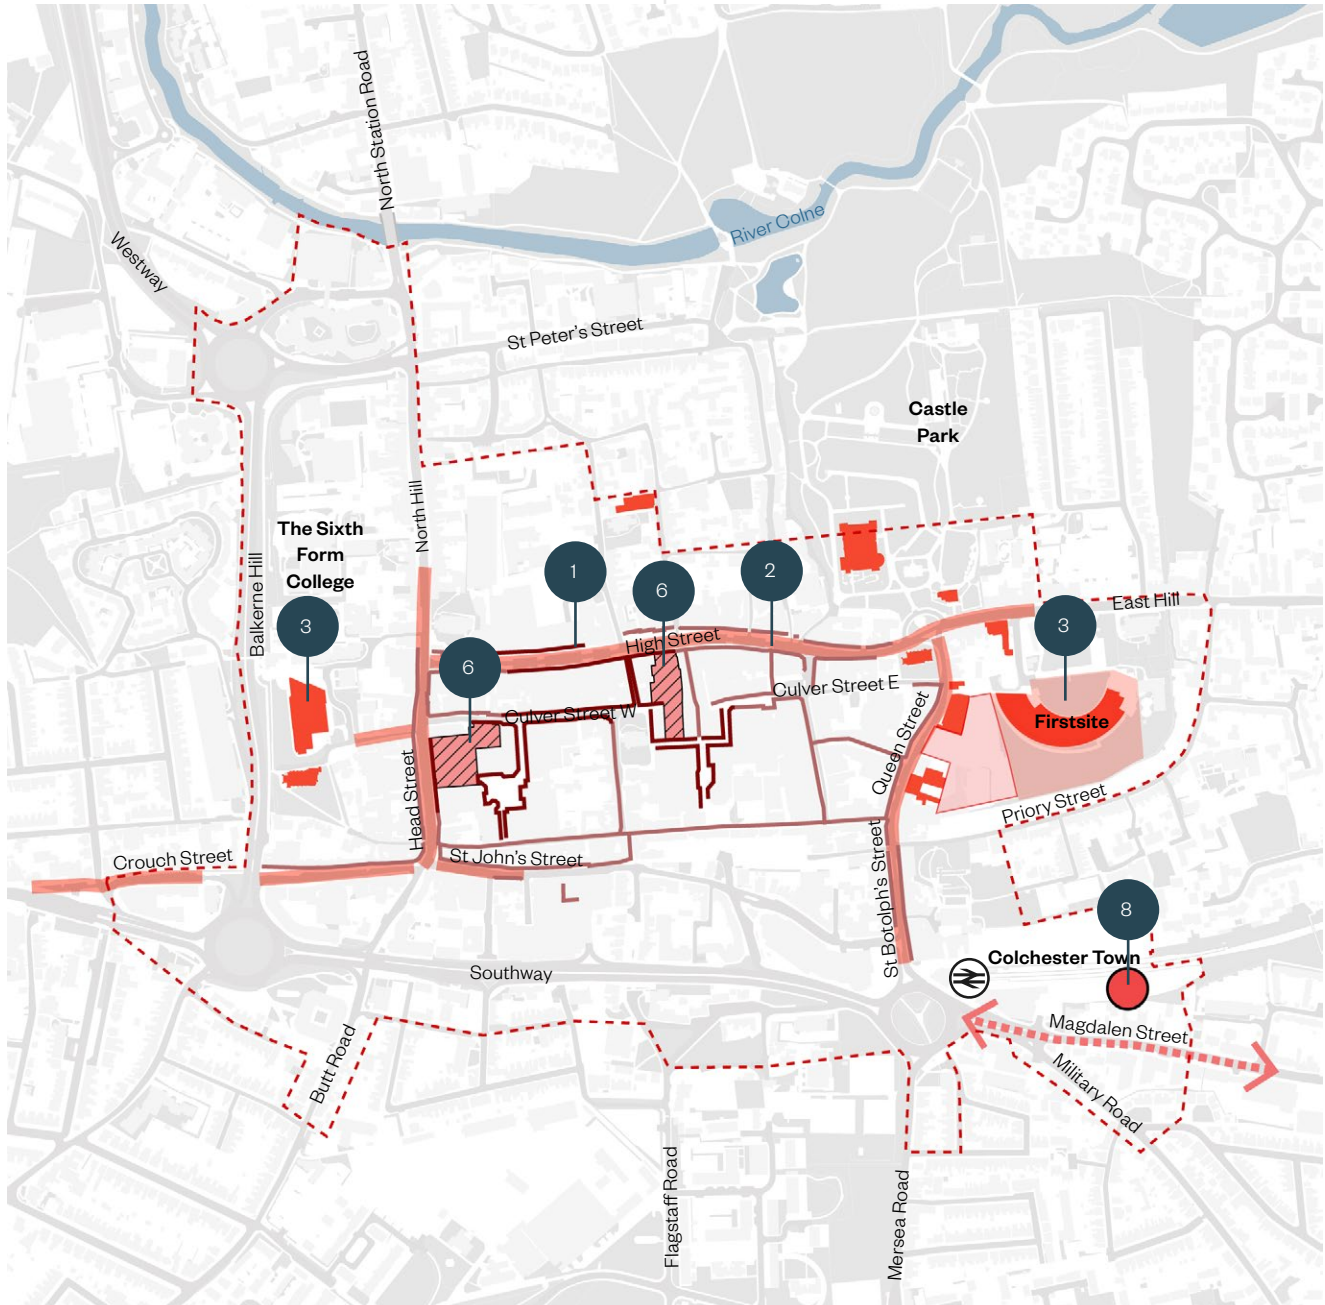 North Station Road
Westway
River Colne
St Peter's Street
Castle
Park
North Hill
The Sixth
Form
College
Balkerne Hill
1
6
2
3
3
6
East Hill
High Street
Culver Street E
Culver Street W
Queen Street
Firstsite
Head Street
Priory Street
Crouch Street
St John's Street
St Botolph's Street
8
Colchester Town
Southway
Magdalen Street
Butt Road
Military Road
Flagstaff Road
Mersea Road